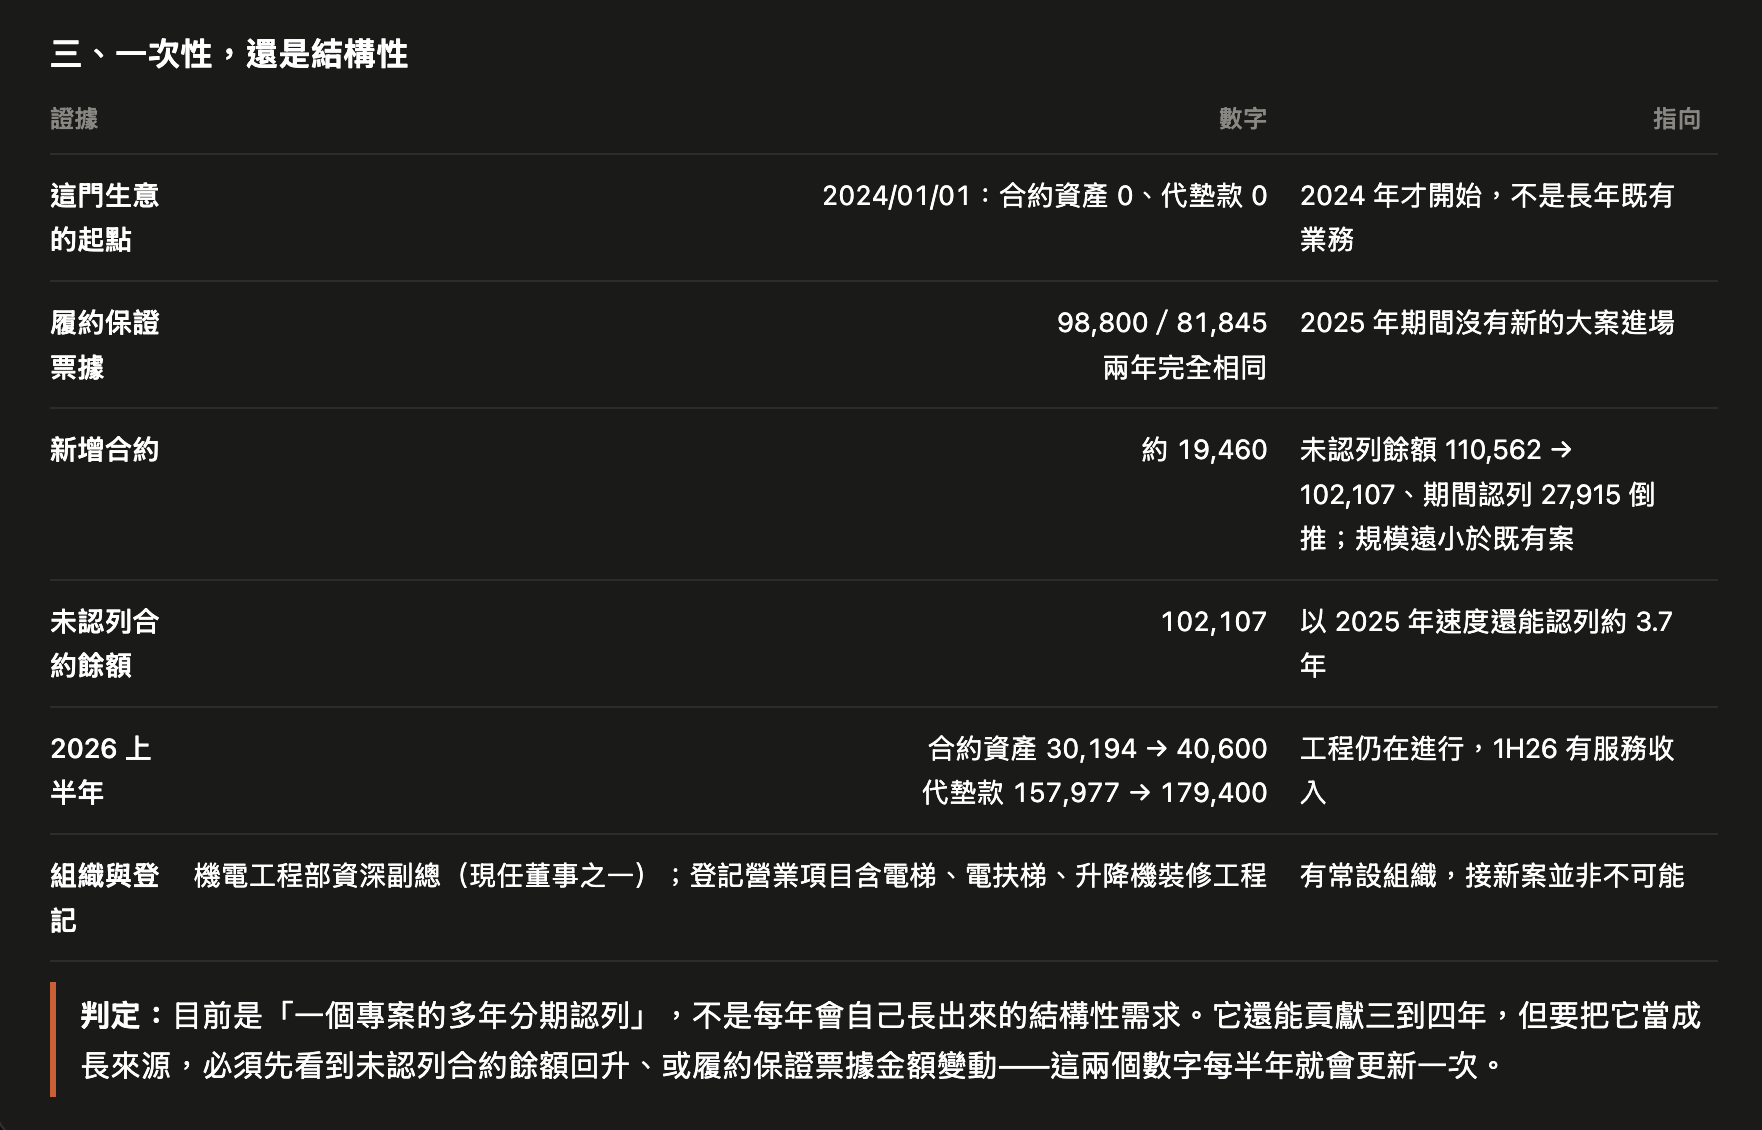 三、一次性，還是結構性
證據 數字 指向
這門生意 2024/01/01：合約資產 0、代墊款 0 2024 年才開始，不是長年既有
的起點 業務
履約保證 98,800 / 81,845 2025 年期間沒有新的大案進場
票據 兩年完全相同
新增合約 約 19,460 未認列餘額 110,562 →
102,107、期間認列 27,915 倒
推；規模遠小於既有案
未認列合 102,107 以 2025 年速度還能認列約 3.7
約餘額 年
2026 上 合約資產 30,194 → 40,600 工程仍在進行，1H26 有服務收
半年 代墊款 157,977 → 179,400 入
組織與登 機電工程部資深副總（現任董事之一）；登記營業項目含電梯、電扶梯、升降機裝修工程 有常設組織，接新案並非不可能
記
判定：目前是「一個專案的多年分期認列」，不是每年會自己長出來的結構性需求。它還能貢獻三到四年，但要把它當成
長來源，必須先看到未認列合約餘額回升、或履約保證票據金額變動——這兩個數字每半年就會更新一次。